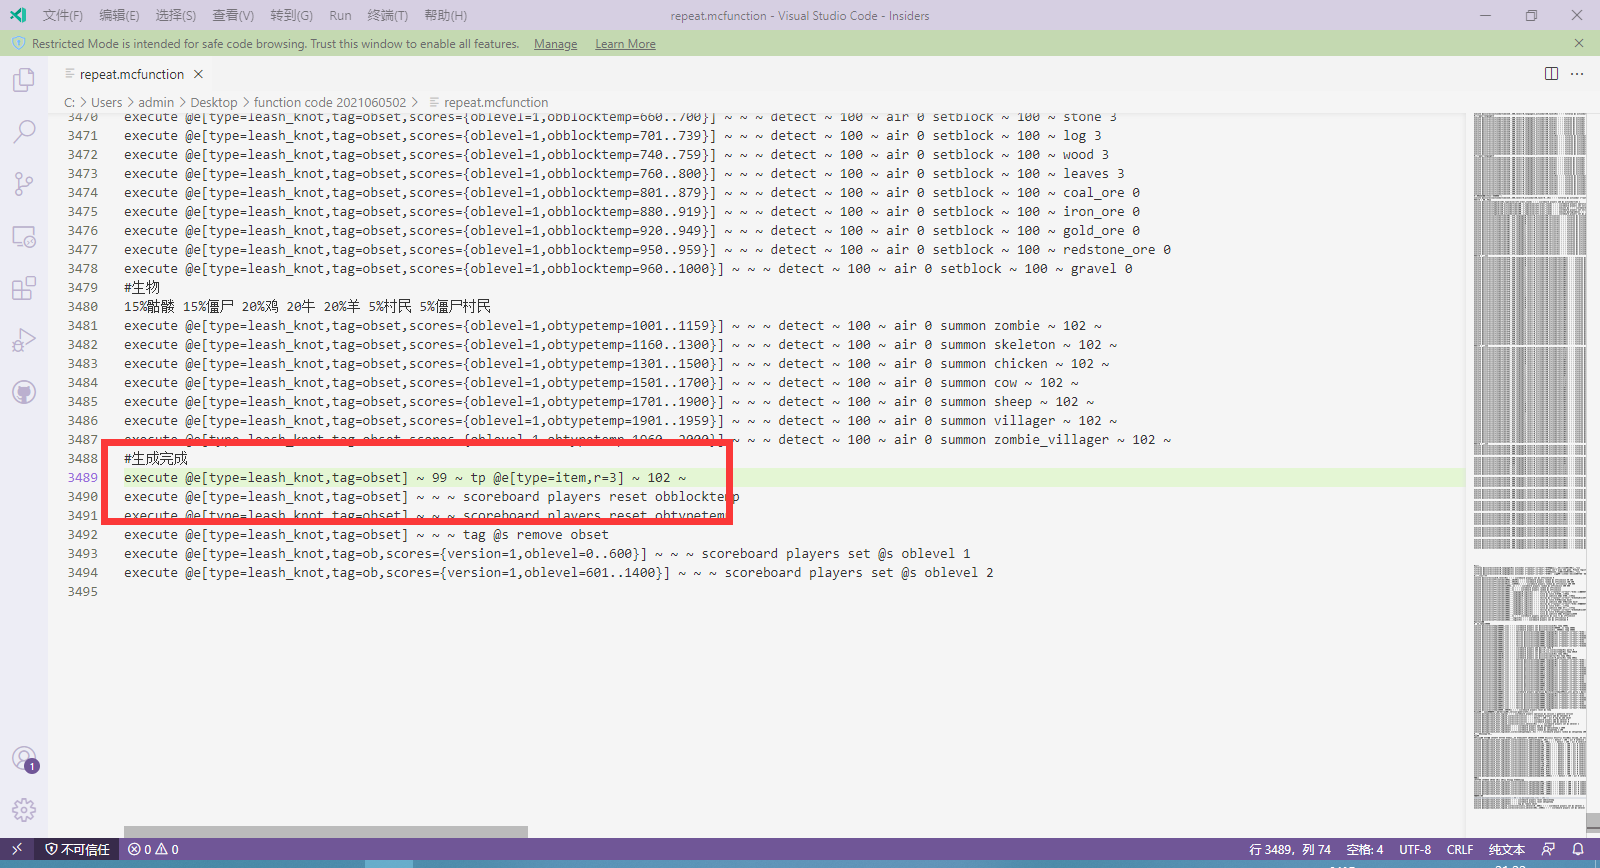 文件(F) 编辑(E) 选择(S) 查看(V) 转到(G) Run 终端(T) 帮助(H) repeat.mcfunction - Visual Studio Code - Insiders
Restricted Mode is intended for safe code browsing. Trust this window to enable all features. Manage Learn More
repeat.mcfunction
C: > Users > admin > Desktop > function code 2021060502 > repeat.mcfunction
3470 execute @e[type=leash_knot,tag=obset,scores={oblevel=1,obblocktemp=660..700}] ~ ~ ~ detect ~ 100 ~ air 0 setblock ~ 100 ~ stone 3
3471 execute @e[type=leash_knot,tag=obset,scores={oblevel=1,obblocktemp=701..739}] ~ ~ ~ detect ~ 100 ~ air 0 setblock ~ 100 ~ log 3
3472 execute @e[type=leash_knot,tag=obset,scores={oblevel=1,obblocktemp=740..759}] ~ ~ ~ detect ~ 100 ~ air 0 setblock ~ 100 ~ wood 3
3473 execute @e[type=leash_knot,tag=obset,scores={oblevel=1,obblocktemp=760..800}] ~ ~ ~ detect ~ 100 ~ air 0 setblock ~ 100 ~ leaves 3
3474 execute @e[type=leash_knot,tag=obset,scores={oblevel=1,obblocktemp=801..879}] ~ ~ ~ detect ~ 100 ~ air 0 setblock ~ 100 ~ coal_ore 0
3475 execute @e[type=leash_knot,tag=obset,scores={oblevel=1,obblocktemp=880..919}] ~ ~ ~ detect ~ 100 ~ air 0 setblock ~ 100 ~ iron_ore 0
3476 execute @e[type=leash_knot,tag=obset,scores={oblevel=1,obblocktemp=920..949}] ~ ~ ~ detect ~ 100 ~ air 0 setblock ~ 100 ~ gold_ore 0
3477 execute @e[type=leash_knot,tag=obset,scores={oblevel=1,obblocktemp=950..959}] ~ ~ ~ detect ~ 100 ~ air 0 setblock ~ 100 ~ redstone_ore 0
3478 execute @e[type=leash_knot,tag=obset,scores={oblevel=1,obblocktemp=960..1000}] ~ ~ ~ detect ~ 100 ~ air 0 setblock ~ 100 ~ gravel 0
3479 #生物
3480 15%骷髅 15%僵尸 20%鸡 20牛 20%羊 5%村民 5%僵尸村民
3481 execute @e[type=leash_knot,tag=obset,scores={oblevel=1,obtypetemp=1001..1159}] ~ ~ ~ detect ~ 100 ~ air 0 summon zombie ~ 102 ~
3482 execute @e[type=leash_knot,tag=obset,scores={oblevel=1,obtypetemp=1160..1300}] ~ ~ ~ detect ~ 100 ~ air 0 summon skeleton ~ 102 ~
3483 execute @e[type=leash_knot,tag=obset,scores={oblevel=1,obtypetemp=1301..1500}] ~ ~ ~ detect ~ 100 ~ air 0 summon chicken ~ 102 ~
3484 execute @e[type=leash_knot,tag=obset,scores={oblevel=1,obtypetemp=1501..1700}] ~ ~ ~ detect ~ 100 ~ air 0 summon cow ~ 102 ~
3485 execute @e[type=leash_knot,tag=obset,scores={oblevel=1,obtypetemp=1701..1900}] ~ ~ ~ detect ~ 100 ~ air 0 summon sheep ~ 102 ~
3486 execute @e[type=leash_knot,tag=obset,scores={oblevel=1,obtypetemp=1901..1959}] ~ ~ ~ detect ~ 100 ~ air 0 summon villager ~ 102 ~
3487 execute @e[type=leash_knot,tag=obset,scores={oblevel=1,obtypetemp=1960..2000}] ~ ~ ~ detect ~ 100 ~ air 0 summon zombie_villager ~ 102 ~
3488 #生成完成
3489 execute @e[type=leash_knot,tag=obset] ~ 99 ~ tp @e[type=item,r=3] ~ 102 ~
3490 execute @e[type=leash_knot,tag=obset] ~ ~ ~ scoreboard players reset obblocktemp
3491 execute @e[type=leash_knot,tag=obset] ~ ~ ~ scoreboard players reset obtypetemp
3492 execute @e[type=leash_knot,tag=obset] ~ ~ ~ tag @s remove obset
3493 execute @e[type=leash_knot,tag=ob,scores={version=1,oblevel=0..600}] ~ ~ ~ scoreboard players set @s oblevel 1
3494 execute @e[type=leash_knot,tag=ob,scores={version=1,oblevel=601..1400}] ~ ~ ~ scoreboard players set @s oblevel 2
3495
1
不可信任 0 0 行 3489，列 74 空格: 4 UTF-8 CRLF 纯文本